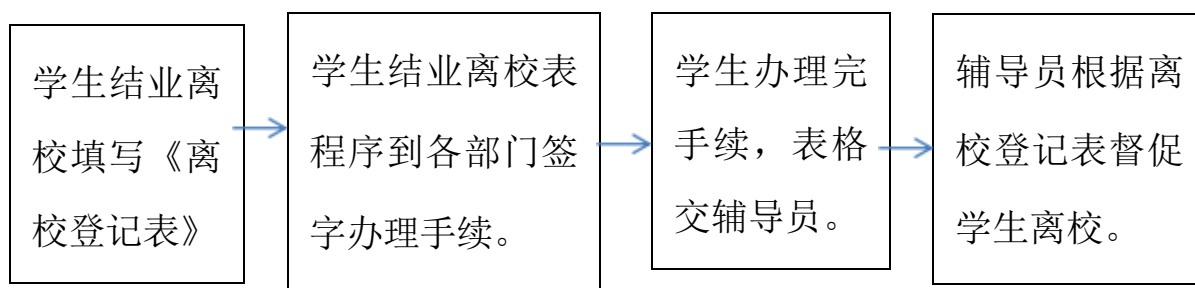 学生结业离
校填写《离
校登记表》
学生结业离校表
程序到各部门签
字办理手续。
学生办理完
手续，表格
交辅导员。
辅导员根据离
校登记表督促
学生离校。